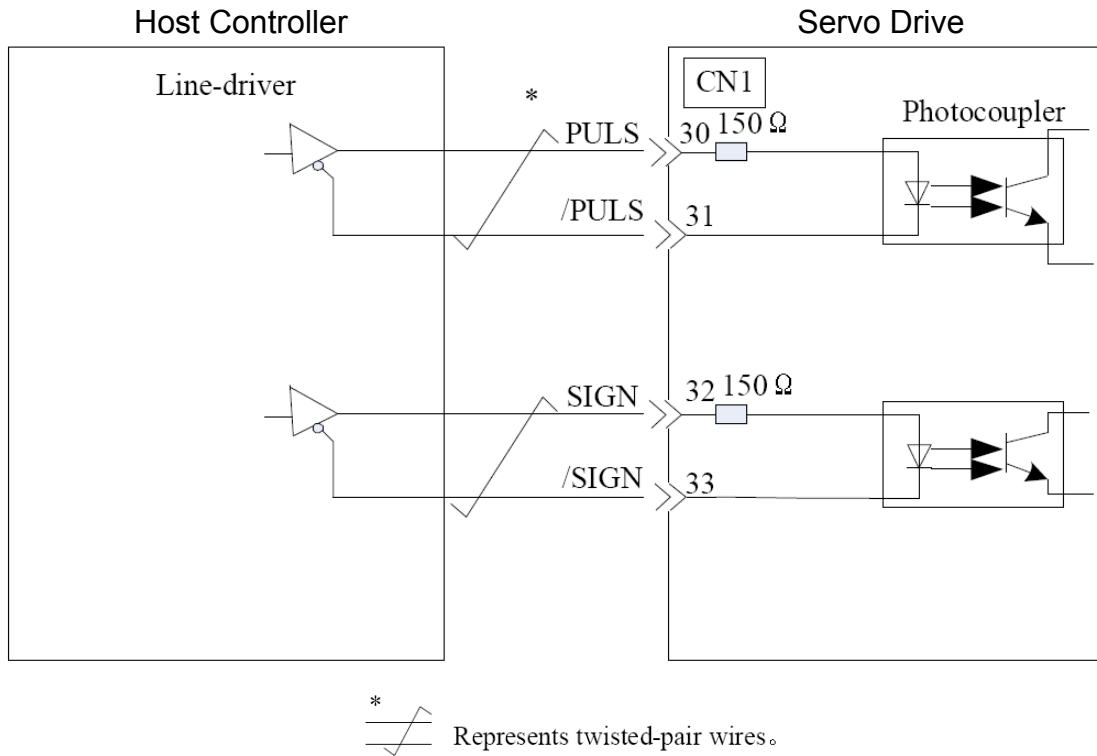 Host Controller
Servo Drive
Line-driver
CN1
Photocoupler
*
PULS
30
150 Ω
/PULS
31
SIGN
32
150 Ω
/SIGN
33
*
Represents twisted-pair wires。